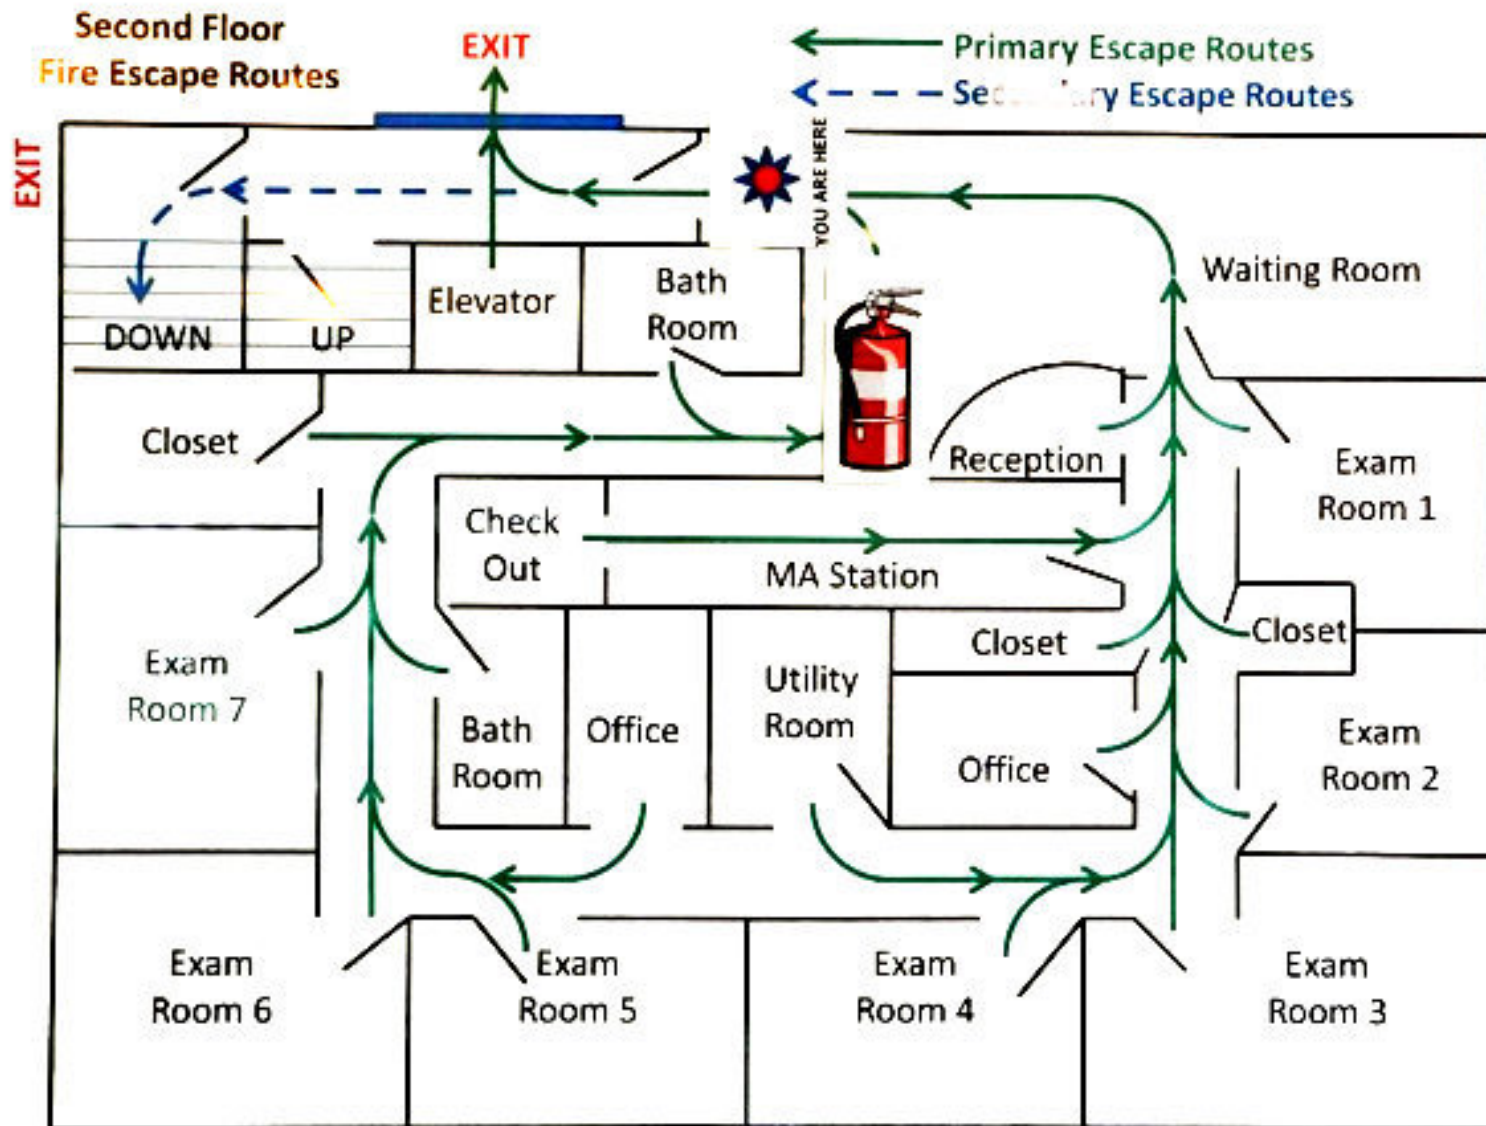 Second Floor
Fire Escape Routes
EXIT
Primary Escape Routes
Escape Routes
EXIT
YOU ARE HERE
Waiting Room
Elevator
Bath
Room
DOWN
UP
Closet
Reception
Exam
Room 1
Check
Out
MA Station
Closet
Closet
Exam
Room 7
Utility
Room
Bath
Room
Office
Office
Exam
Room 2
Exam
Room 6
Exam
Room 5
Exam
Room 4
Exam
Room 3